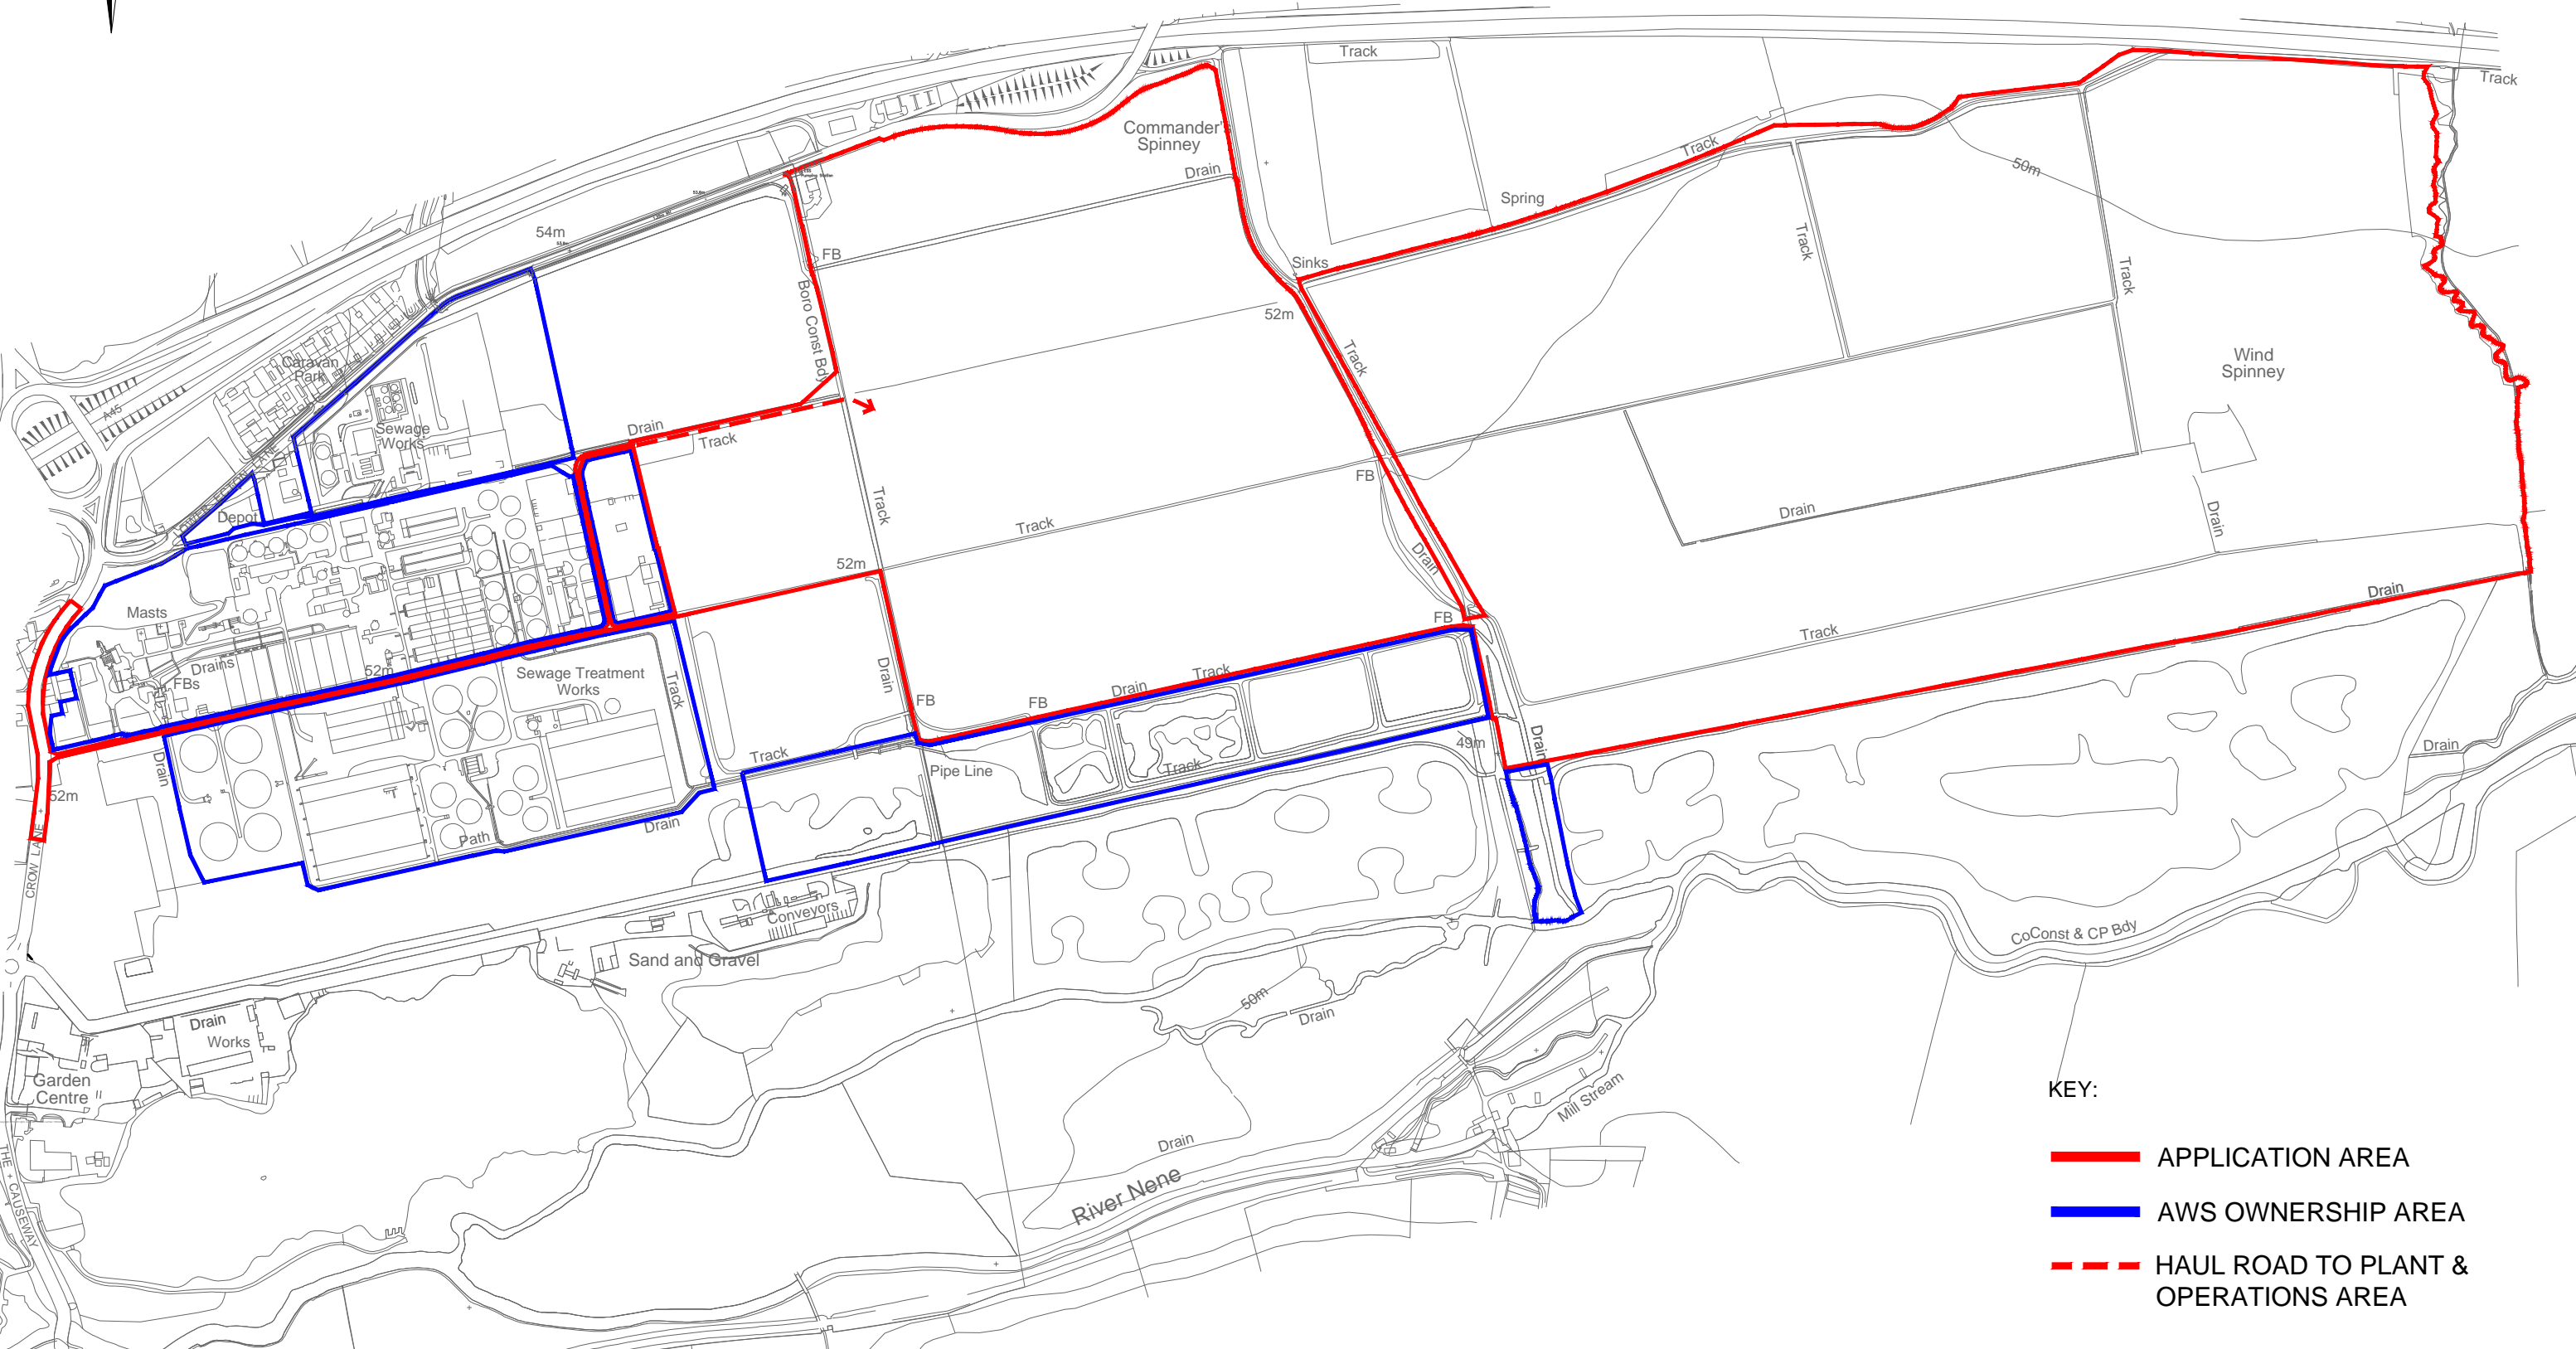 Track
Track
Commander's
Spinney
Drain
Track
50m
Spring
54m
FB
Sinks
Track
Track
Boro Const Bdy
52m
Track
Wind
Spinney
Caravan
Park
A45
Sewage
Works
Drain
Track
Depot
Track
FB
Track
Drain
Drain
Drain
52m
Drain
Masts
FB
Track
Drains
52m
FBs
Sewage Treatment
Works
Track
Drain
Track
Drain
FB
FB
Drain
Track
49m
Drain
Drain
Pipe Line
Track
52m
CROW LANE
Path
Drain
Conveyors
Sand and Gravel
CoConst & CP Bdy
50m
Drain
Drain
Works
Garden
Centre
Mill Stream
Drain
River Nene
THE CAUSEWAY
KEY:
APPLICATION AREA
AWS OWNERSHIP AREA
HAUL ROAD TO PLANT &
OPERATIONS AREA